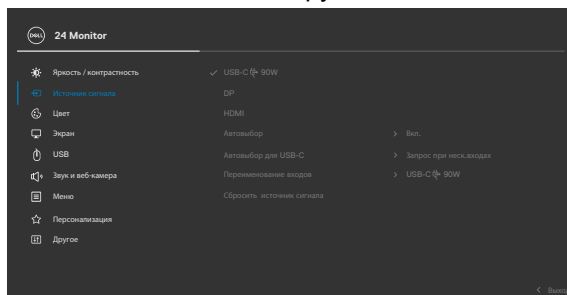 DELL 24 Monitor
Яркость / контрастность
USB-C 90W
Источник сигнала
DP
Цвет
HDMI
Экран
Автовыбор
Вкл.
USB
Автовыбор для USB-C
Запрос при неск.входах
Звук и веб-камера
Переименование входов
USB-C 90W
Меню
Сбросить источник сигнала
Персонализация
Другое
Выход